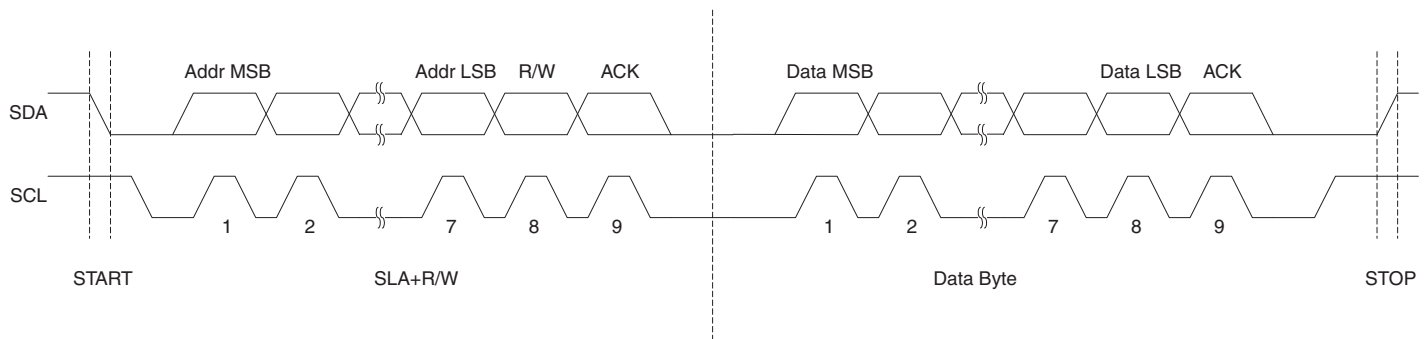 Addr MSB Addr LSB R/W ACK Data MSB Data LSB ACK
SDA
SCL
1 2 7 8 9 1 2 7 8 9
START SLA+R/W Data Byte STOP